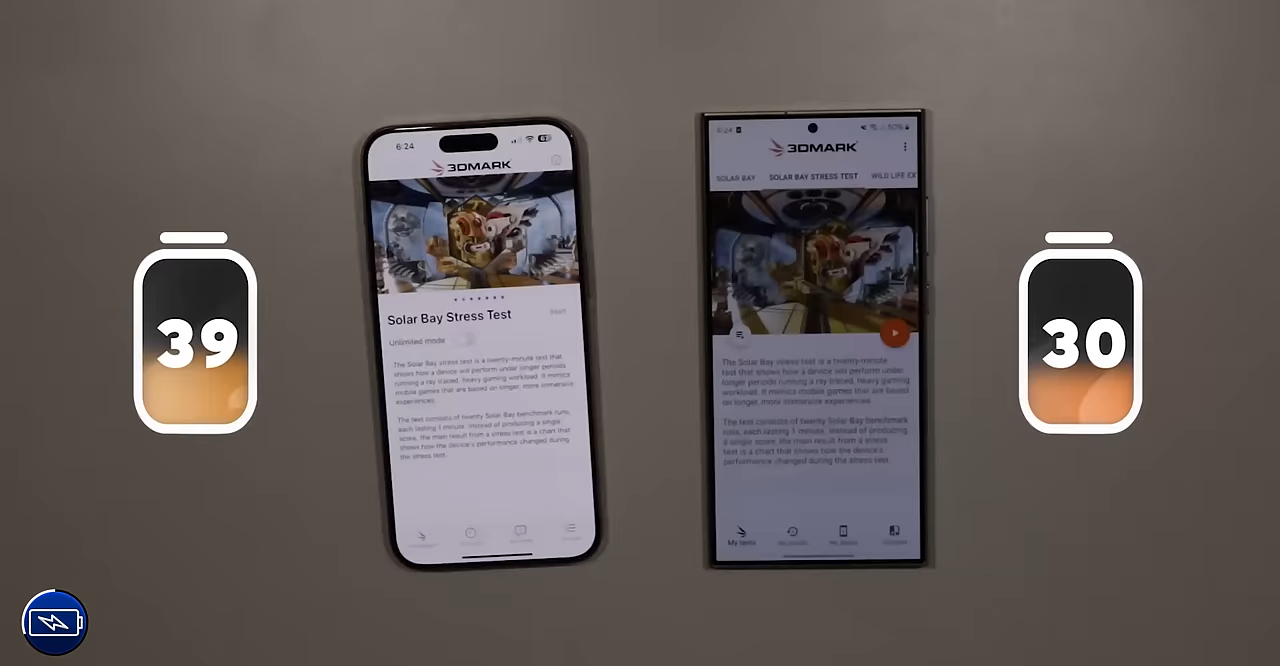 39
6:24
67
3DMARK
Solar Bay Stress Test
Start
Unlimited mode
The Solar Bay stress test is a twenty-minute test that
shows how a device will perform under longer periods
running a ray traced, heavy gaming workload. It mimics
mobile games that are based on longer, more immersive
experiences.
The test consists of twenty Solar Bay benchmark runs,
each lasting 1 minute. Instead of producing a single
score, the main result from a stress test is a chart that
shows how the device's performance changed during
the stress test.
6:24
50%
3DMARK
SOLAR BAY SOLAR BAY STRESS TEST WILD LIFE EX
The Solar Bay stress test is a twenty-minute
test that shows how a device will perform under
longer periods running a ray traced, heavy gaming
workload. It mimics mobile games that are based
on longer, more immersive experiences.
The test consists of twenty Solar Bay benchmark
runs, each lasting 1 minute. Instead of producing
a single score, the main result from a stress
test is a chart that shows how the device's
performance changed during the stress test.
My tests
30